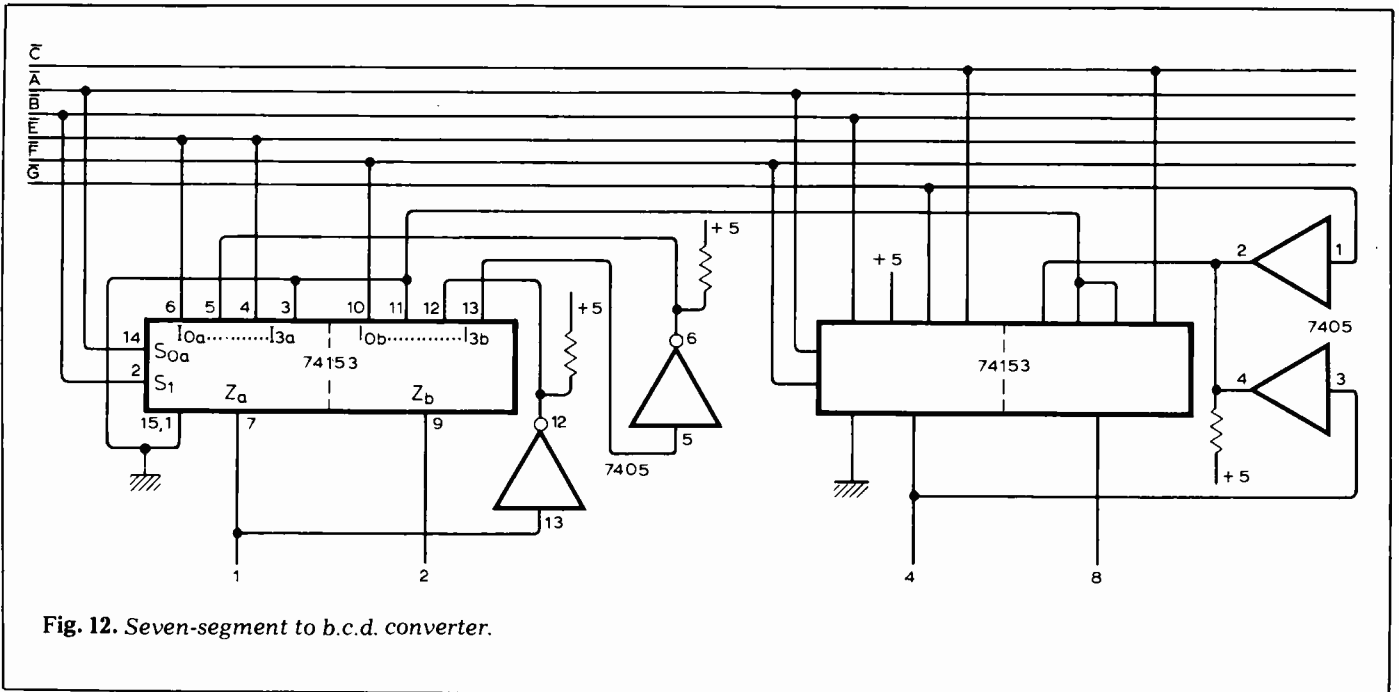 C̅
A̅
B̅
E̅
F̅
G̅
+5
+5
+5
2
1
7405
6
5
4
3
10
11
12
13
6
14
S0a
I0a.........I3a
I0b...............I3b
74153
2
S1
Za
Zb
15,1
7
9
12
5
7405
13
74153
4
3
+5
1
2
4
8
Fig. 12. Seven-segment to b.c.d. converter.